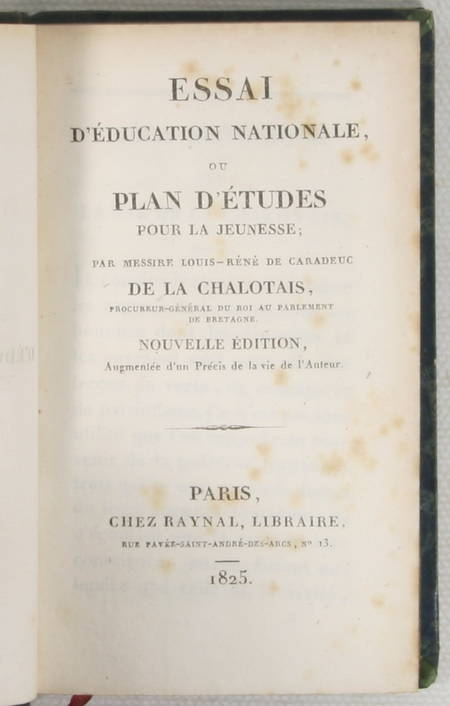 ESSAI
D'ÉDUCATION NATIONALE,
OU
PLAN D'ÉTUDES
POUR LA JEUNESSE;
PAR MESSIRE LOUIS-RÉNÉ DE CARADEUC
DE LA CHALOTAIS,
PROCUREUR-GÉNÉRAL DU ROI AU PARLEMENT
DE BRETAGNE.
NOUVELLE ÉDITION,
Augmentée d'un Précis de la vie de l'Auteur.
PARIS,
CHEZ RAYNAL, LIBRAIRE,
RUE PAVÉE-SAINT-ANDRÉ-DES-ARCS, Nº 13.
1825.